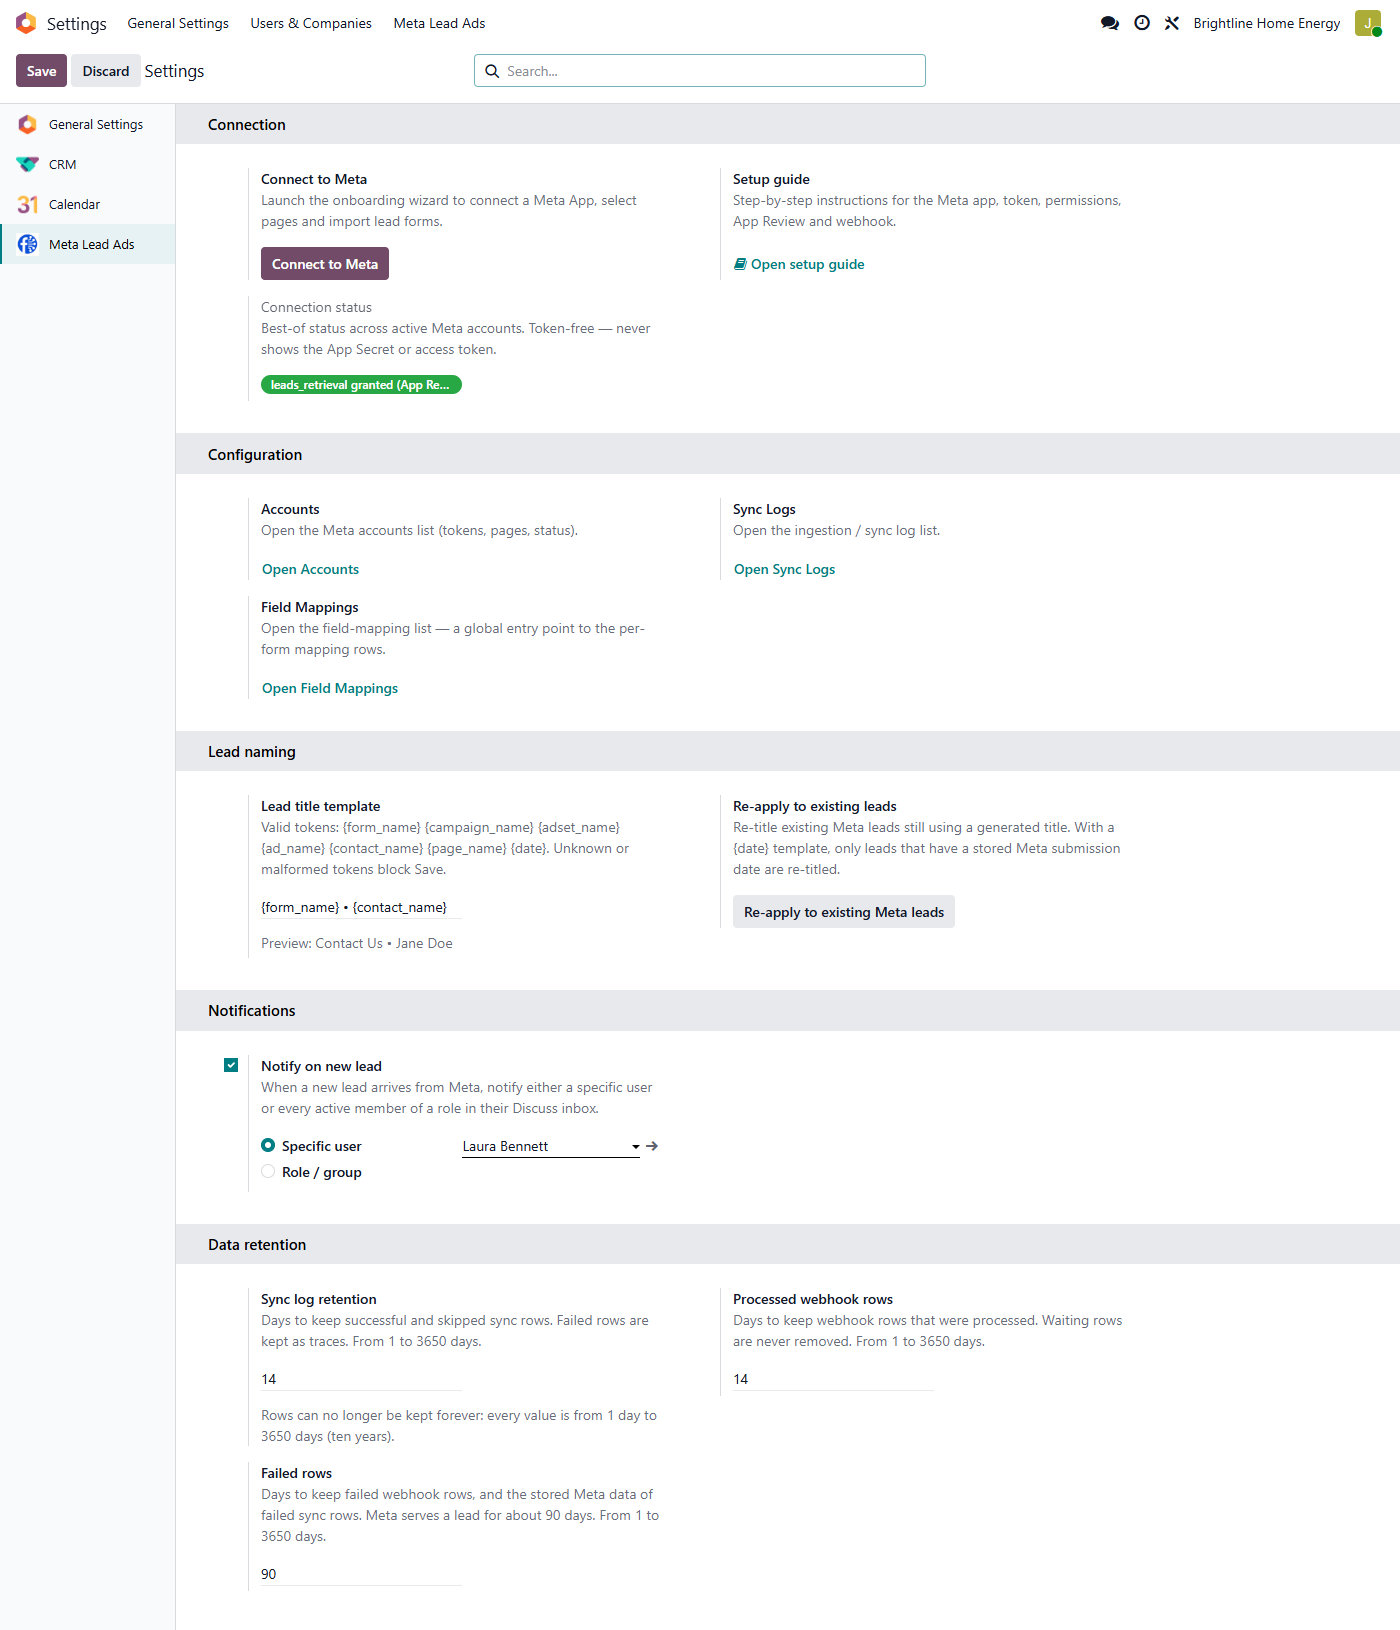 Settings
General Settings
Users & Companies
Meta Lead Ads
Brightline Home Energy
J
Save
Discard
Settings
Search...
General Settings
CRM
31
Calendar
Meta Lead Ads
Connection
Connect to Meta
Launch the onboarding wizard to connect a Meta App, select
pages and import lead forms.
Connect to Meta
Setup guide
Step-by-step instructions for the Meta app, token, permissions,
App Review and webhook.
Open setup guide
Connection status
Best-of status across active Meta accounts. Token-free — never
shows the App Secret or access token.
leads_retrieval granted (App Re...
Configuration
Accounts
Open the Meta accounts list (tokens, pages, status).
Open Accounts
Sync Logs
Open the ingestion / sync log list.
Open Sync Logs
Field Mappings
Open the field-mapping list — a global entry point to the per-
form mapping rows.
Open Field Mappings
Lead naming
Lead title template
Valid tokens: {form_name} {campaign_name} {adset_name}
{ad_name} {contact_name} {page_name} {date}. Unknown or
malformed tokens block Save.
{form_name} • {contact_name}
Preview: Contact Us • Jane Doe
Re-apply to existing leads
Re-title existing Meta leads still using a generated title. With a
{date} template, only leads that have a stored Meta submission
date are re-titled.
Re-apply to existing Meta leads
Notifications
Notify on new lead
When a new lead arrives from Meta, notify either a specific user
or every active member of a role in their Discuss inbox.
Specific user
Laura Bennett
Role / group
Data retention
Sync log retention
Days to keep successful and skipped sync rows. Failed rows are
kept as traces. From 1 to 3650 days.
14
Rows can no longer be kept forever: every value is from 1 day to
3650 days (ten years).
Processed webhook rows
Days to keep webhook rows that were processed. Waiting rows
are never removed. From 1 to 3650 days.
14
Failed rows
Days to keep failed webhook rows, and the stored Meta data of
failed sync rows. Meta serves a lead for about 90 days. From 1 to
3650 days.
90